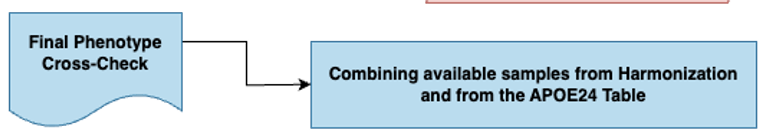 Final Phenotype
Cross-Check
Combining available samples from Harmonization
and from the APOE24 Table